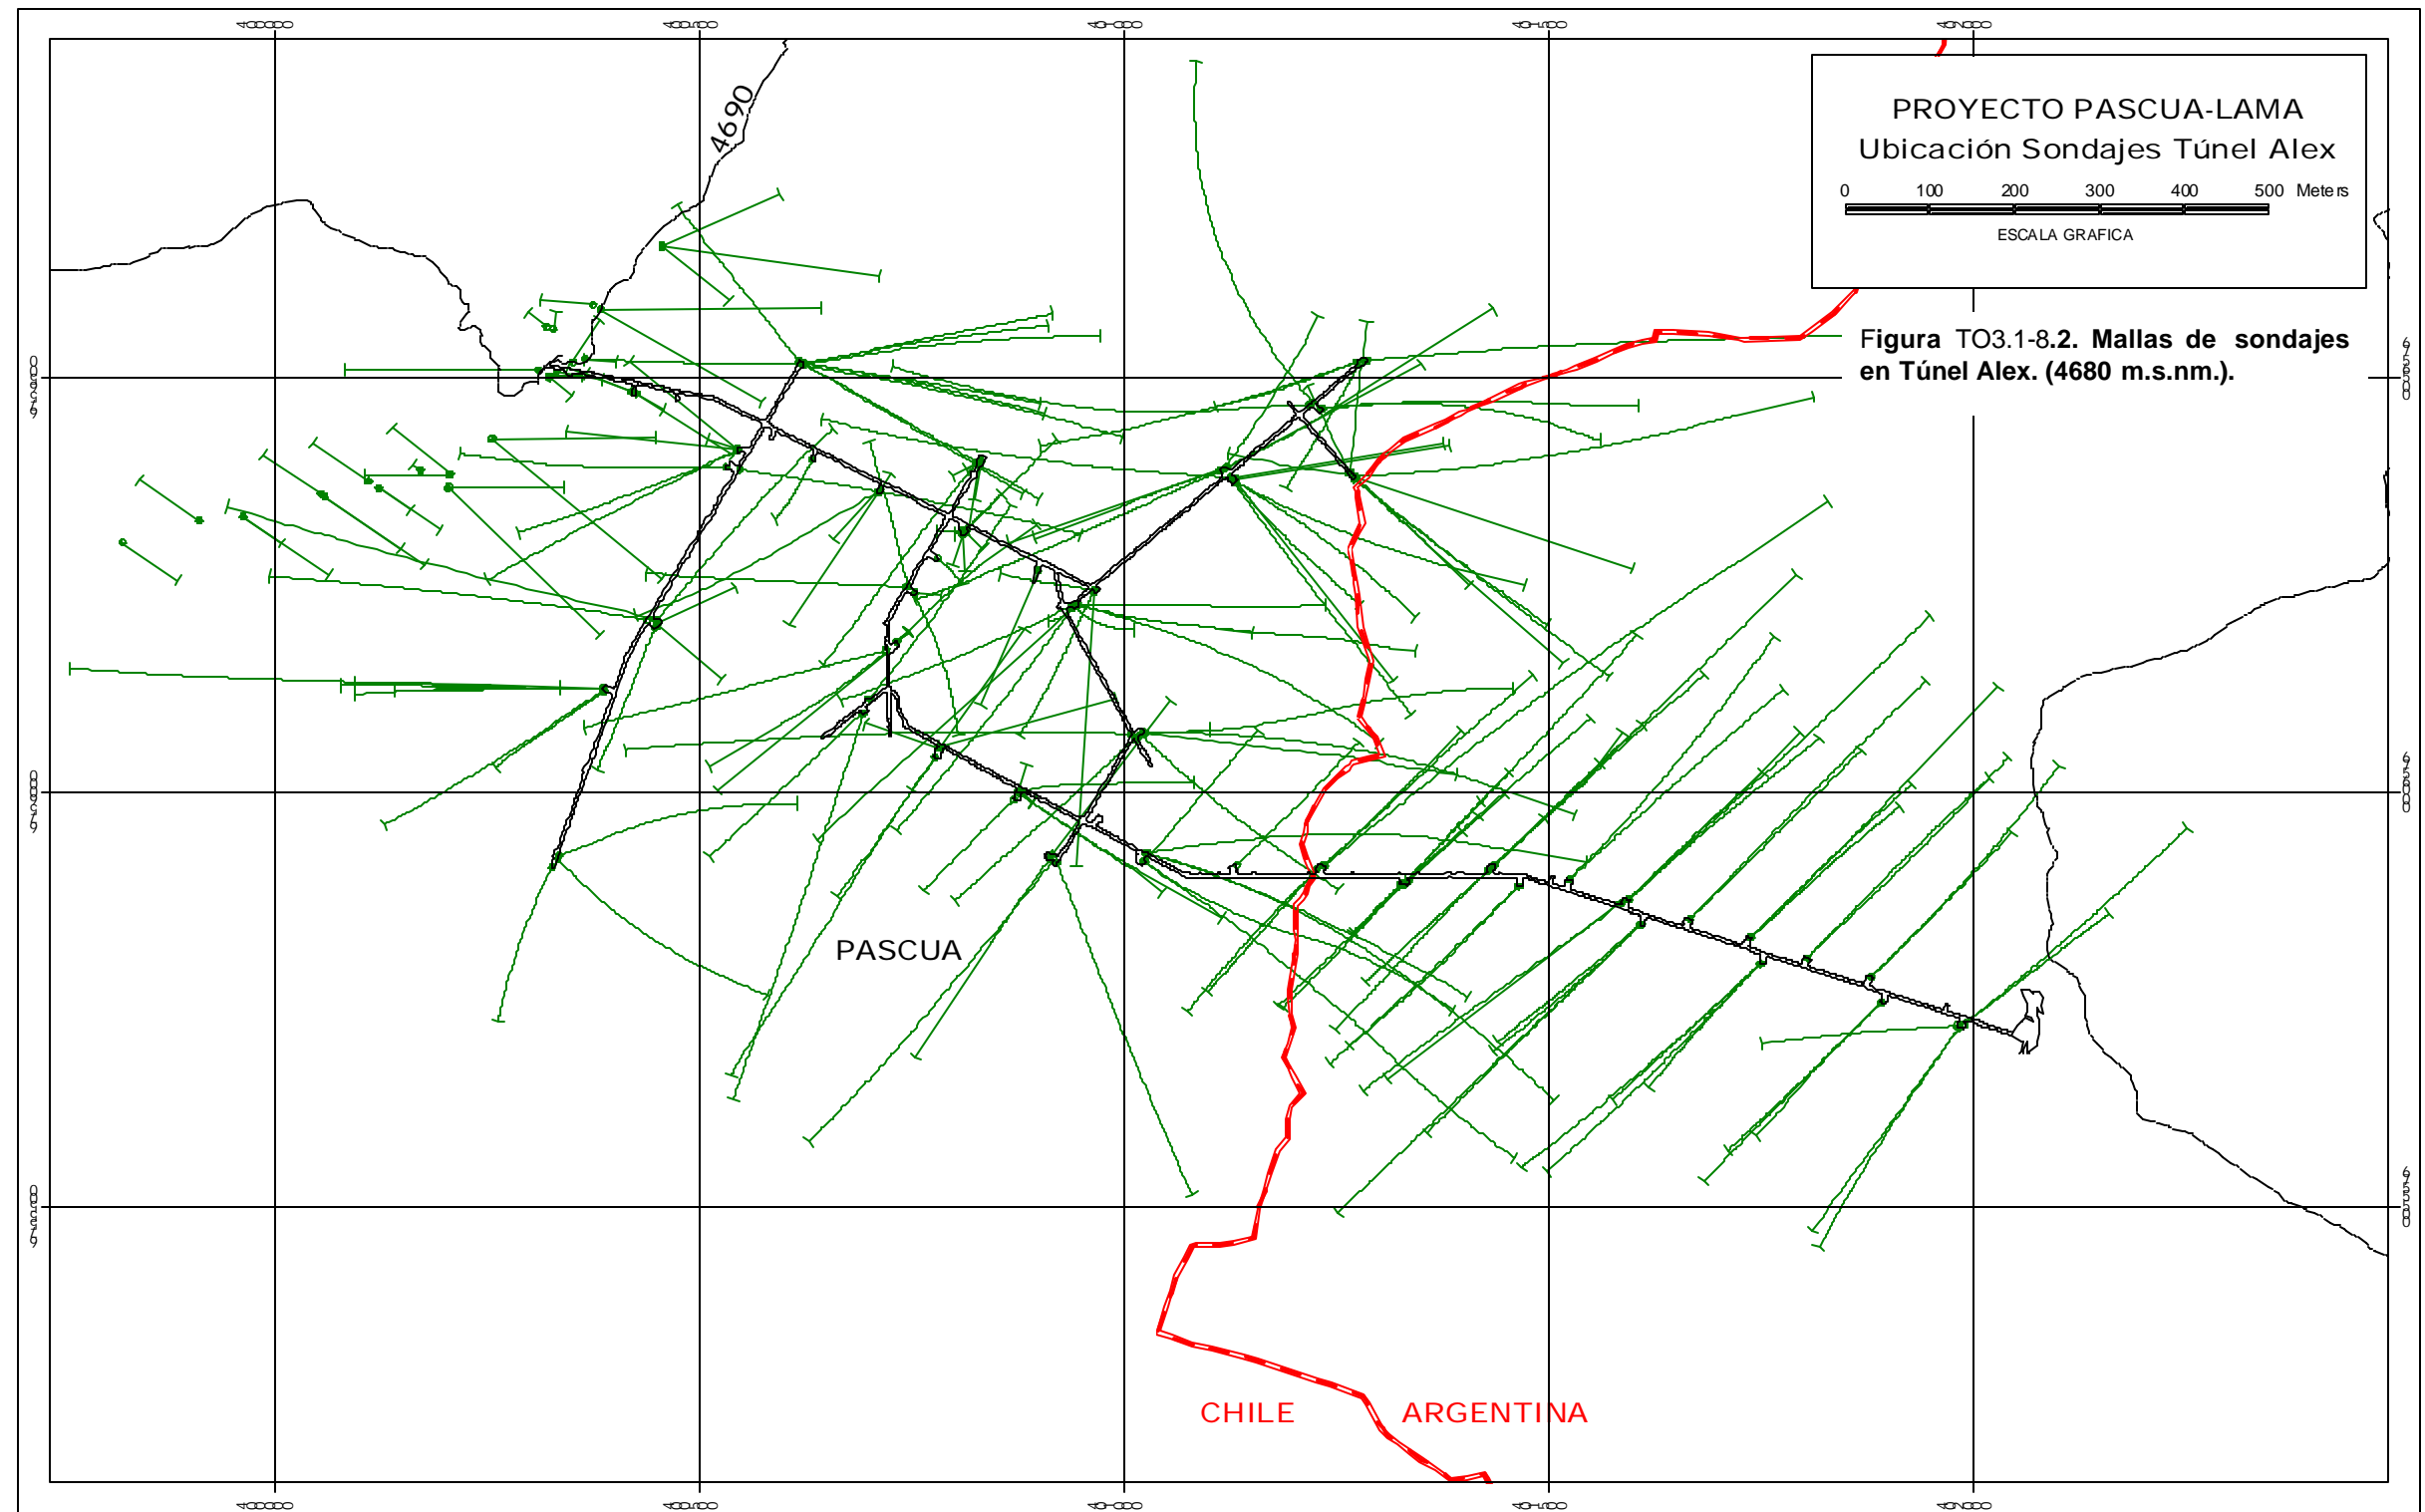 4690
PROYECTO PASCUA-LAMA
Ubicación Sondajes Túnel Alex
0 100 200 300 400 500 Meters
ESCALA GRAFICA
Figura TO3.1-8.2. Mallas de sondajes
en Túnel Alex. (4680 m.s.nm.).
PASCUA
CHILE ARGENTINA